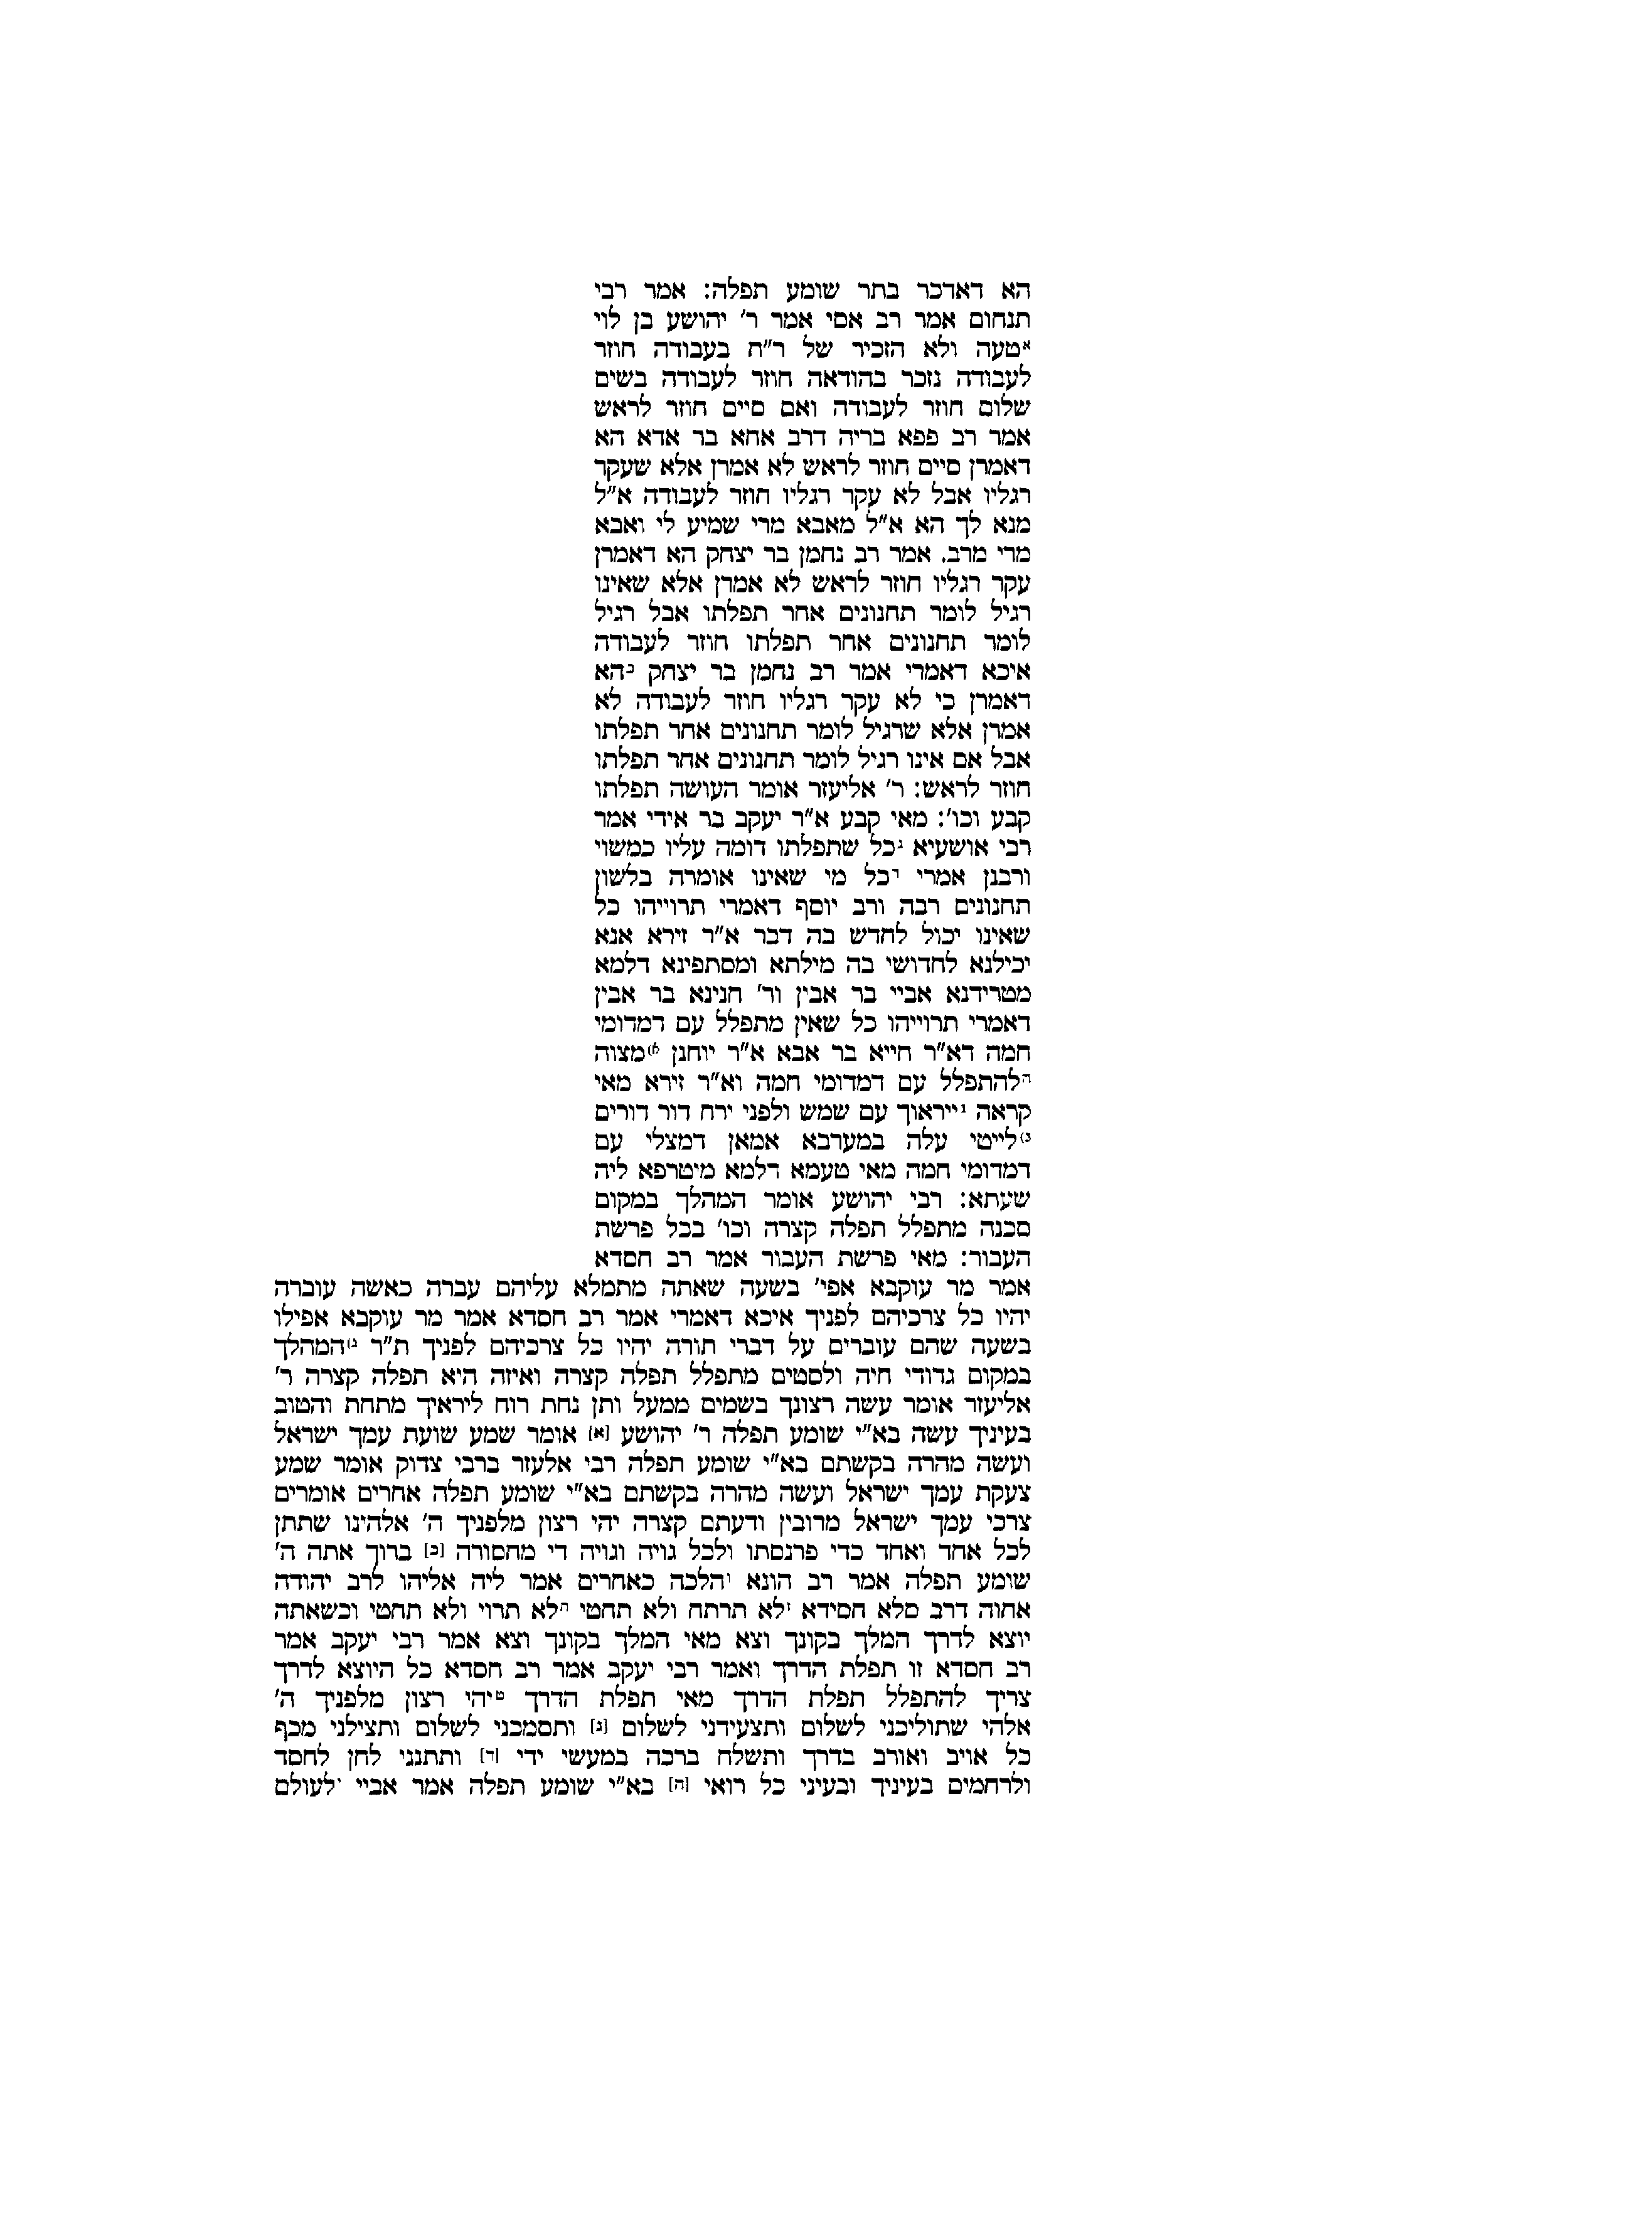 הא דאדכר בתר שומע תפלה: אמר רבי
תנחום אמר רב אסי אמר ר׳ יהושע בן לוי
אטעה ולא הזכיר של ר״ח בעבודה חוזר
לעבודה נזכר בהודאה חוזר לעבודה בשים
שלום חוזר לעבודה ואם סיים חוזר לראש
אמר רב פפא בריה דרב אחא בר אדא הא
דאמרן סיים חוזר לראש לא אמרן אלא שעקר
רגליו אבל לא עקר רגליו חוזר לעבודה א״ל
מנא לך הא א״ל מאבא מרי שמיע לי ואבא
מרי מרב. אמר רב נחמן בר יצחק הא דאמרן
עקר רגליו חוזר לראש לא אמרן אלא שאינו
רגיל לומר תחנונים אחר תפלתו אבל רגיל
לומר תחנונים אחר תפלתו חוזר לעבודה
איכא דאמרי אמר רב נחמן בר יצחק בהא
דאמרן כי לא עקר רגליו חוזר לעבודה לא
אמרן אלא שרגיל לומר תחנונים אחר תפלתו
אבל אם אינו רגיל לומר תחנונים אחר תפלתו
חוזר לראש: ר׳ אליעזר אומר העושה תפלתו
קבע וכו׳: מאי קבע א״ר יעקב בר אידי אמר
רבי אושעיא גכל שתפלתו דומה עליו כמשוי
ורבנן אמרי דכל מי שאינו אומרה בלשון
תחנונים רבה ורב יוסף דאמרי תרוייהו כל
שאינו יכול לחדש בה דבר א״ר זירא אנא
יכילנא לחדושי בה מילתא ומסתפינא דלמא
מטרידנא אביי בר אבין ור׳ חנינא בר אבין
דאמרי תרוייהו כל שאין מתפלל עם דמדומי
חמה דא״ר חייא בר אבא א״ר יוחנן א)מצוה
הלהתפלל עם דמדומי חמה וא״ר זירא מאי
קראה ייראוך עם שמש ולפני ירח דור דורים
ב)לייטי עלה במערבא אמאן דמצלי עם
דמדומי חמה מאי טעמא דלמא מיטרפא ליה
שעתא: רבי יהושע אומר המהלך במקום
סכנה מתפלל תפלה קצרה וכו׳ בכל פרשת
העבור: מאי פרשת העבור אמר רב חסדא
אמר מר עוקבא אפי׳ בשעה שאתה מתמלא עליהם עברה כאשה עוברה
יהיו כל צרכיהם לפניך איכא דאמרי אמר רב חסדא אמר מר עוקבא אפילו
בשעה שהם עוברים על דברי תורה יהיו כל צרכיהם לפניך ת״ר ג)המהלך
במקום גדודי חיה ולסטים מתפלל תפלה קצרה ואיזה היא תפלה קצרה ר׳
אליעזר אומר עשה רצונך בשמים ממעל ותן נחת רוח ליראיך מתחת והטוב
בעיניך עשה בא״י שומע תפלה ר׳ יהושע [א] אומר שמע שועת עמך ישראל
ועשה מהרה בקשתם בא״י שומע תפלה רבי אלעזר ברבי צדוק אומר שמע
צעקת עמך ישראל ועשה מהרה בקשתם בא״י שומע תפלה אחרים אומרים
צרכי עמך ישראל מרובין ודעתם קצרה יהי רצון מלפניך ה׳ אלהינו שתתן
לכל אחד ואחד כדי פרנסתו ולכל גויה וגויה די מחסורה [ב] ברוך אתה ה׳
שומע תפלה אמר רב הונא והלכה כאחרים אמר ליה אליהו לרב יהודה
אחוה דרב סלא חסידא זלא תרתח ולא תחטי חלא תרוי ולא תחטי וכשאתה
יוצא לדרך המלך בקונך וצא מאי המלך בקונך וצא אמר רבי יעקב אמר
רב חסדא זו תפלת הדרך ואמר רבי יעקב אמר רב חסדא כל היוצא לדרך
צריך להתפלל תפלת הדרך מאי תפלת הדרך טיהי רצון מלפניך ה׳
אלהי שתוליכני לשלום ותצעידני לשלום [ג] ותסמכני לשלום ותצילני מכף
כל אויב ואורב בדרך ותשלח ברכה במעשי ידי [ד] ותתנני לחן לחסד
ולרחמים בעיניך ובעיני כל רואי [ה] בא״י שומע תפלה אמר אביי ילעולם